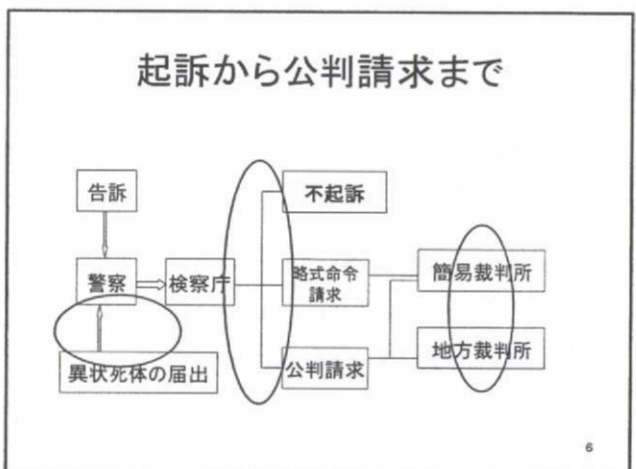 起訴から公判請求まで
告訴
不起訴
警察
検察庁
略式命令
請求
簡易裁判所
異状死体の届出
公判請求
地方裁判所
6